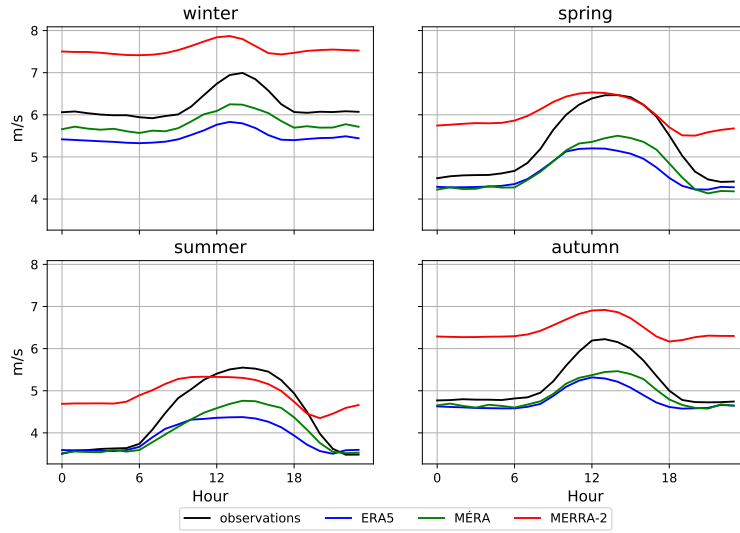 winter
spring
8
7
6
5
4
m/s
summer
autumn
8
7
6
5
4
m/s
0
6
12
18
0
6
12
18
Hour
Hour
observations
ERA5
MÉRA
MERRA-2